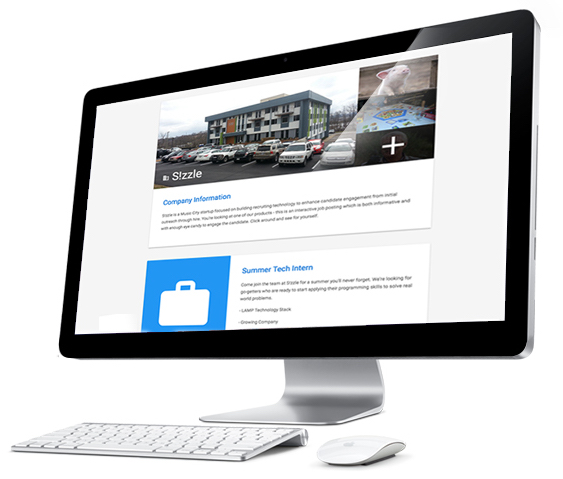 S!zzle
Company Information
Sizzle is a Music City startup focused on building recruiting technology to enhance candidate engagement from initial
outreach through hire. You're looking at one of our products - this is an interactive job posting which is both informative and
with enough eye candy to engage the candidate. Click around and see for yourself.
Summer Tech Intern
Come join the team at S!zzle for a summer you'll never forget. We're looking for
go-getters who are ready to start applying their programming skills to solve real
world problems.
- LAMP Technology Stack
- Growing Company